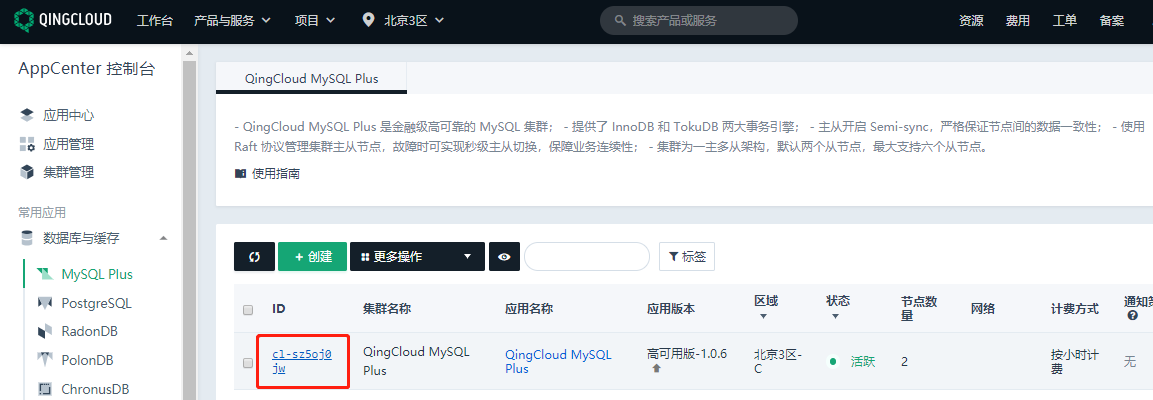 QINGCLOUD 工作台 产品与服务 项目 北京3区 搜索产品或服务 资源 费用 工单 备案
AppCenter 控制台
应用中心
应用管理
集群管理
常用应用
数据库与缓存
MySQL Plus
PostgreSQL
RadonDB
PolonDB
ChronusDB
QingCloud MySQL Plus
- QingCloud MySQL Plus 是金融级高可靠的 MySQL 集群； - 提供了 InnoDB 和 TokuDB 两大事务引擎； - 主从开启 Semi-sync，严格保证节点间的数据一致性； - 使用
Raft 协议管理集群主从节点，故障时可实现秒级主从切换，保障业务连续性； - 集群为一主多从架构，默认两个从节点，最大支持六个从节点。
使用指南
+ 创建 更多操作 标签
ID 集群名称 应用名称 应用版本 区域 状态 节点数
量 网络 计费方式 通知策
cl-sz5oj0
jw QingCloud MySQL
Plus QingCloud MySQL
Plus 高可用版-1.0.6 北京3区-
C 活跃 2 按小时计
费 无